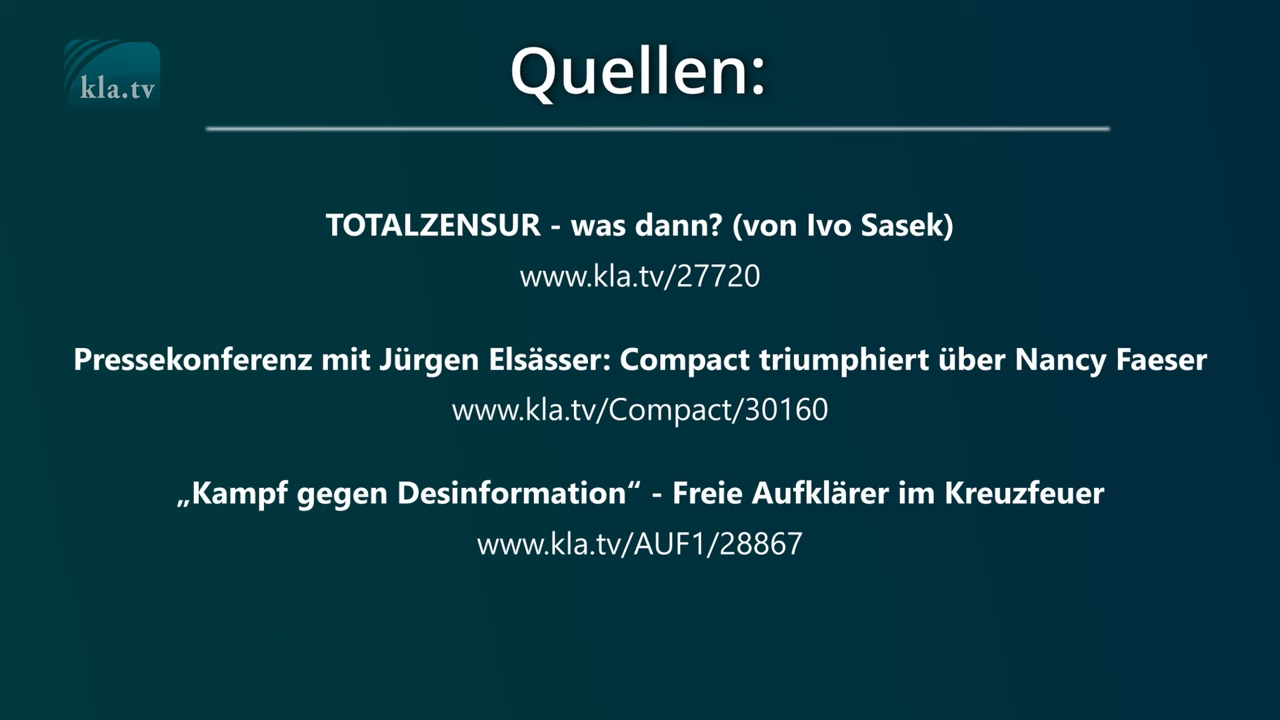 kla.tv
Quellen:
TOTALZENSUR - was dann? (von Ivo Sasek)
www.kla.tv/27720
Pressekonferenz mit Jürgen Elsässer: Compact triumphiert über Nancy Faeser
www.kla.tv/Compact/30160
„Kampf gegen Desinformation“ - Freie Aufklärer im Kreuzfeuer
www.kla.tv/AUF1/28867